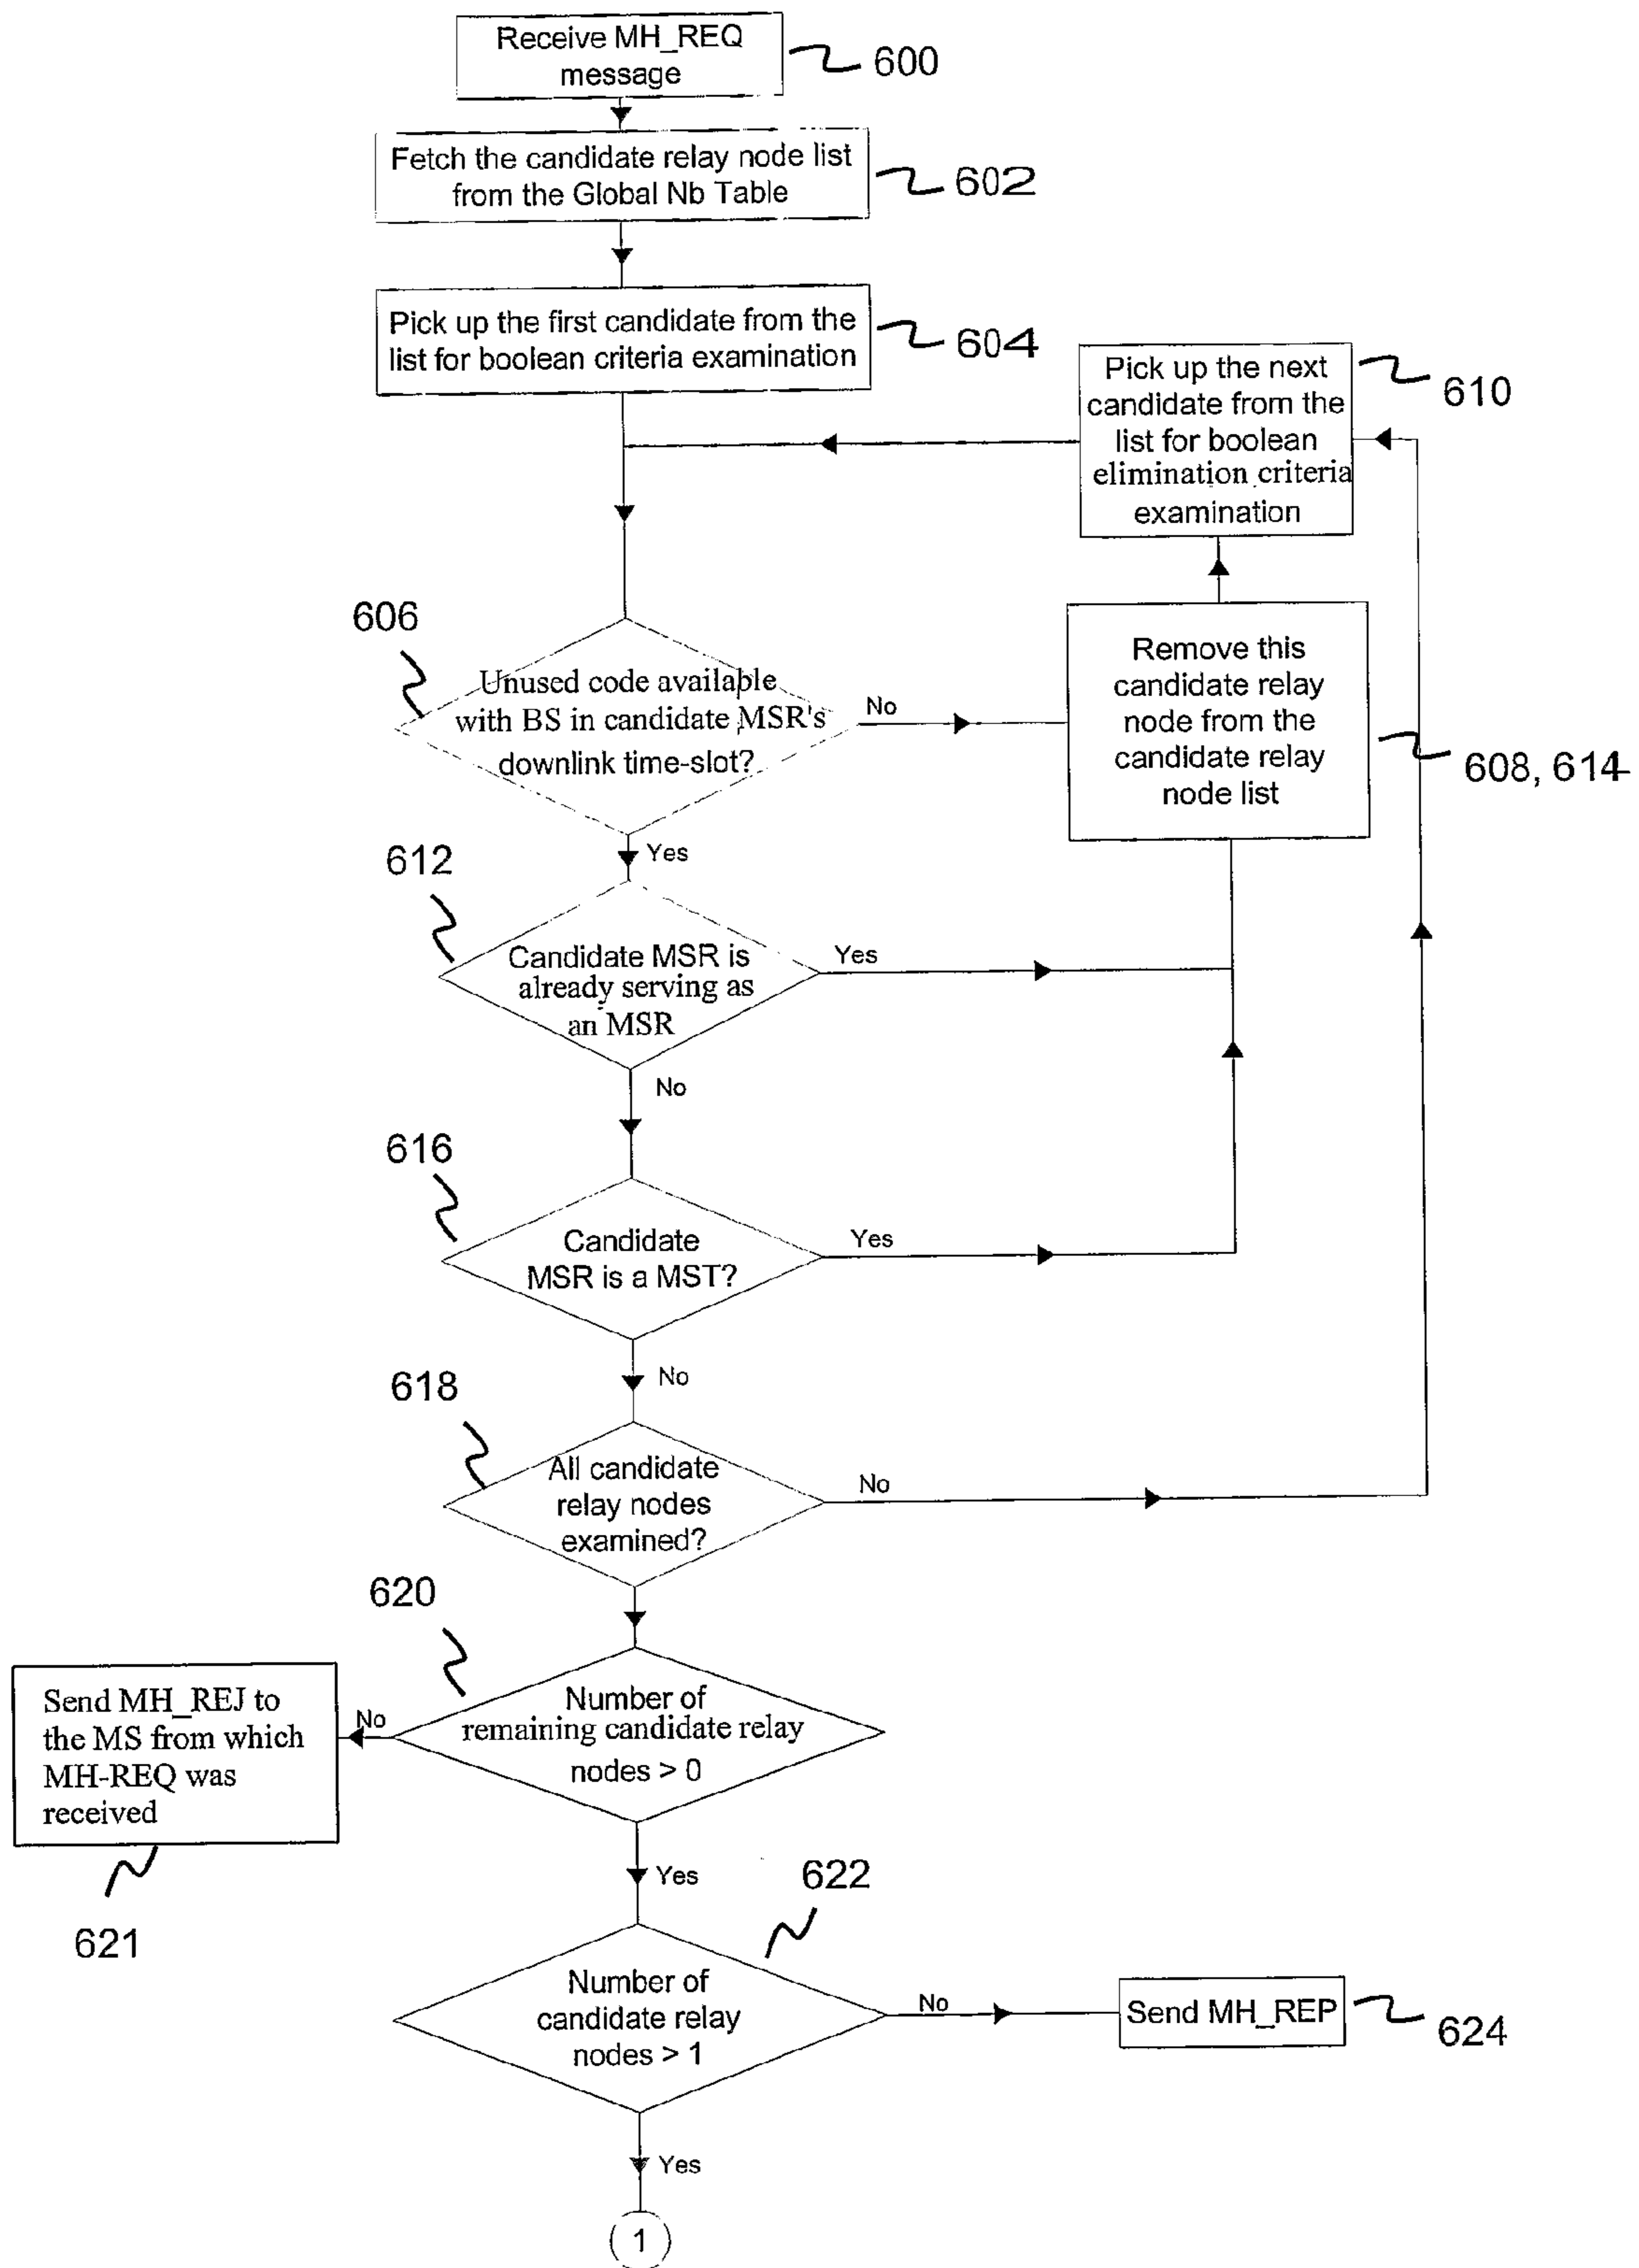 Receive MH_REQ
message
600
Fetch the candidate relay node list
from the Global Nb Table
602
Pick up the first candidate from the
list for boolean criteria examination
604
Pick up the next
candidate from the
list for boolean
elimination criteria
examination
610
606
Unused code available
with BS in candidate MSR's
downlink time-slot?
No
Remove this
candidate relay
node from the
candidate relay
node list
608, 614
Yes
612
Candidate MSR is
already serving as
an MSR
Yes
No
616
Candidate
MSR is a MST?
Yes
No
618
All candidate
relay nodes
examined?
No
620
Number of
remaining candidate relay
nodes > 0
No
Send MH_REJ to
the MS from which
MH-REQ was
received
621
Yes
622
Number of
candidate relay
nodes > 1
No
Send MH_REP
624
Yes
1